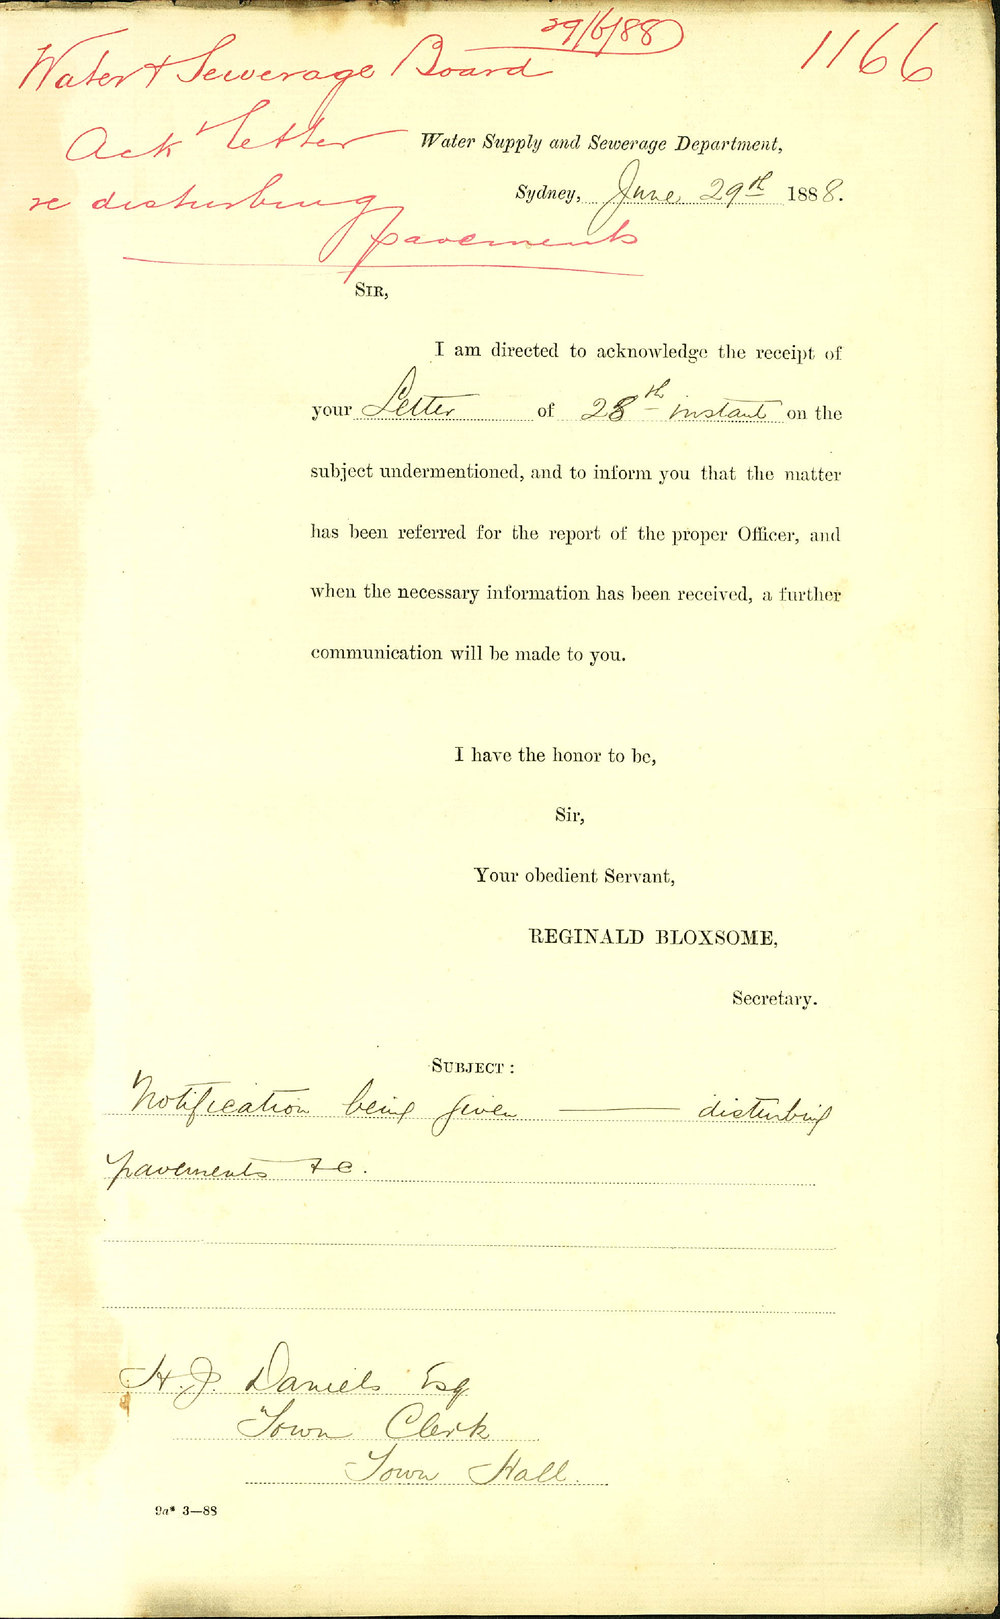 29/6/88
1166
Water & Sewerage Board
Ack letter
re disturbing
pavements
Water Supply and Sewerage Department,
Sydney, June 29th 1888.
SIR,
I am directed to acknowledge the receipt of
your Letter of 28th instant on the
subject undermentioned, and to inform you that the matter
has been referred for the report of the proper Officer, and
when the necessary information has been received, a further
communication will be made to you.
I have the honor to be,
Sir,
Your obedient Servant,
REGINALD BLOXSOME,
Secretary.
SUBJECT :
Notification being given —— disturbing
pavements &c.
H. J. Daniels Esq
Town Clerk
Town Hall.
9a* 3—88